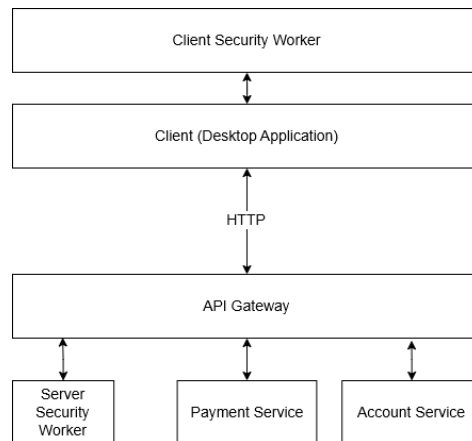 Client Security Worker
Client (Desktop Application)
HTTP
API Gateway
Server
Security
Worker
Payment Service
Account Service